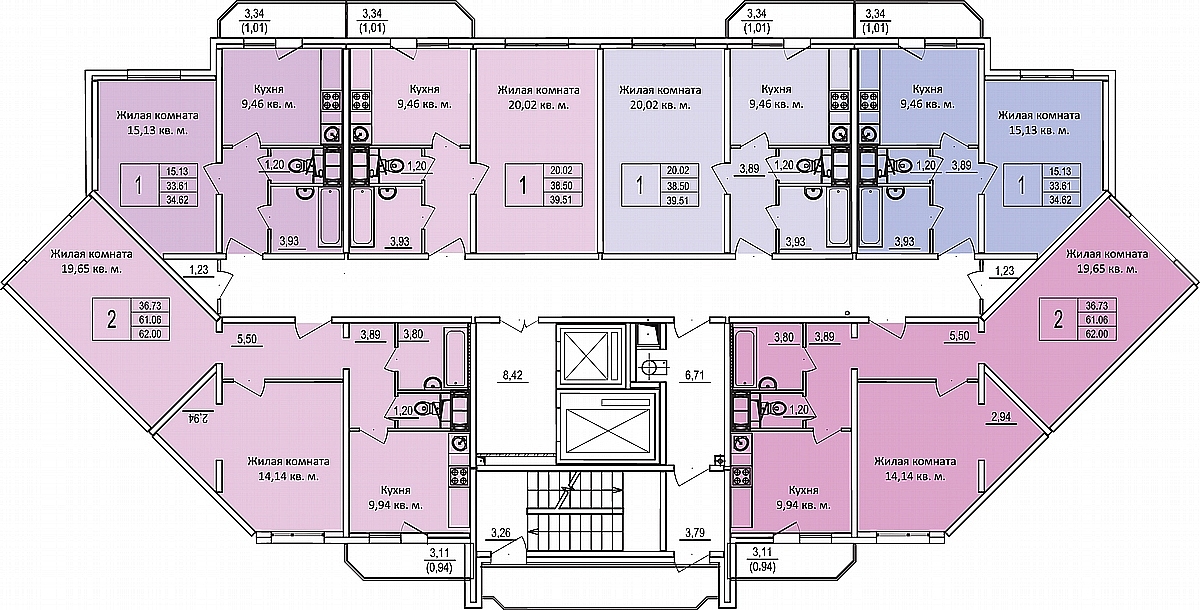 3,34
(1,01)
3,34
(1,01)
3,34
(1,01)
3,34
(1,01)
Жилая комната
15,13 кв. м.
1
15.13
33.61
34.62
Кухня
9,46 кв. м.
1,20
3,93
Кухня
9,46 кв. м.
1,20
3,93
Жилая комната
20,02 кв. м.
1
20.02
38.50
39.51
Жилая комната
20,02 кв. м.
1
20.02
38.50
39.51
Кухня
9,46 кв. м.
3,89
1,20
3,93
Кухня
9,46 кв. м.
1,20
3,89
3,93
Жилая комната
15,13 кв. м.
1
15.13
33.61
34.62
Жилая комната
19,65 кв. м.
2
36.73
61.06
62.00
1,23
1,23
Жилая комната
19,65 кв. м.
2
36.73
61.06
62.00
5,50
3,89
3,80
1,20
2,94
Жилая комната
14,14 кв. м.
Кухня
9,94 кв. м.
8,42
6,71
3,26
3,79
3,80
3,89
5,50
1,20
2,94
Кухня
9,94 кв. м.
Жилая комната
14,14 кв. м.
3,11
(0,94)
3,11
(0,94)